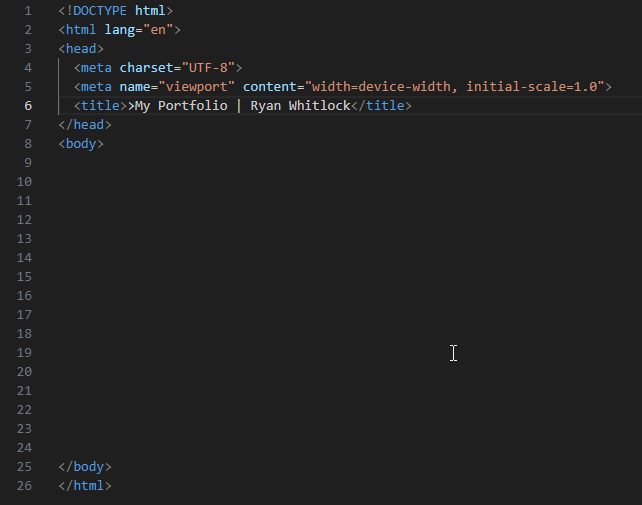 1 <!DOCTYPE html>
2 <html lang="en">
3 <head>
4 <meta charset="UTF-8">
5 <meta name="viewport" content="width=device-width, initial-scale=1.0">
6 <title>>My Portfolio | Ryan Whitlock</title>
7 </head>
8 <body>
9
10
11
12
13
14
15
16
17
18
19
20
21
22
23
24
25 </body>
26 </html>